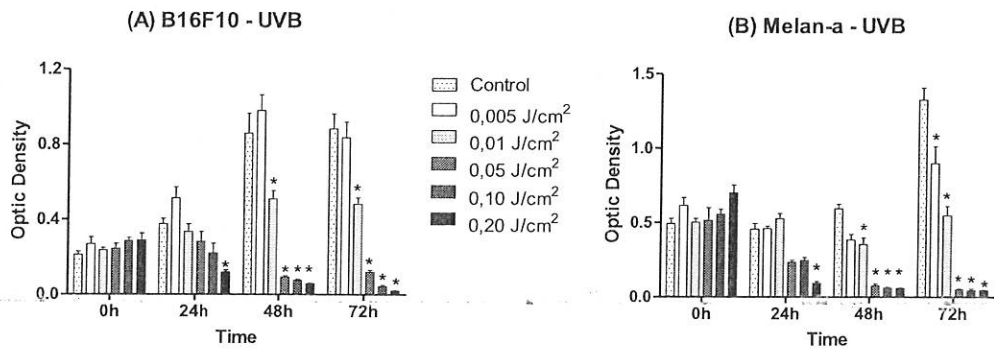 (A) B16F10 - UVB
Optic Density
1.2
0.8
0.4
0.0
* * * * * * * * *
0h 24h 48h 72h
Time
Control
0,005 J/cm²
0,01 J/cm²
0,05 J/cm²
0,10 J/cm²
0,20 J/cm²
(B) Melan-a - UVB
Optic Density
1.5
1.0
0.5
0.0
* * * * * * * * * *
0h 24h 48h 72h
Time